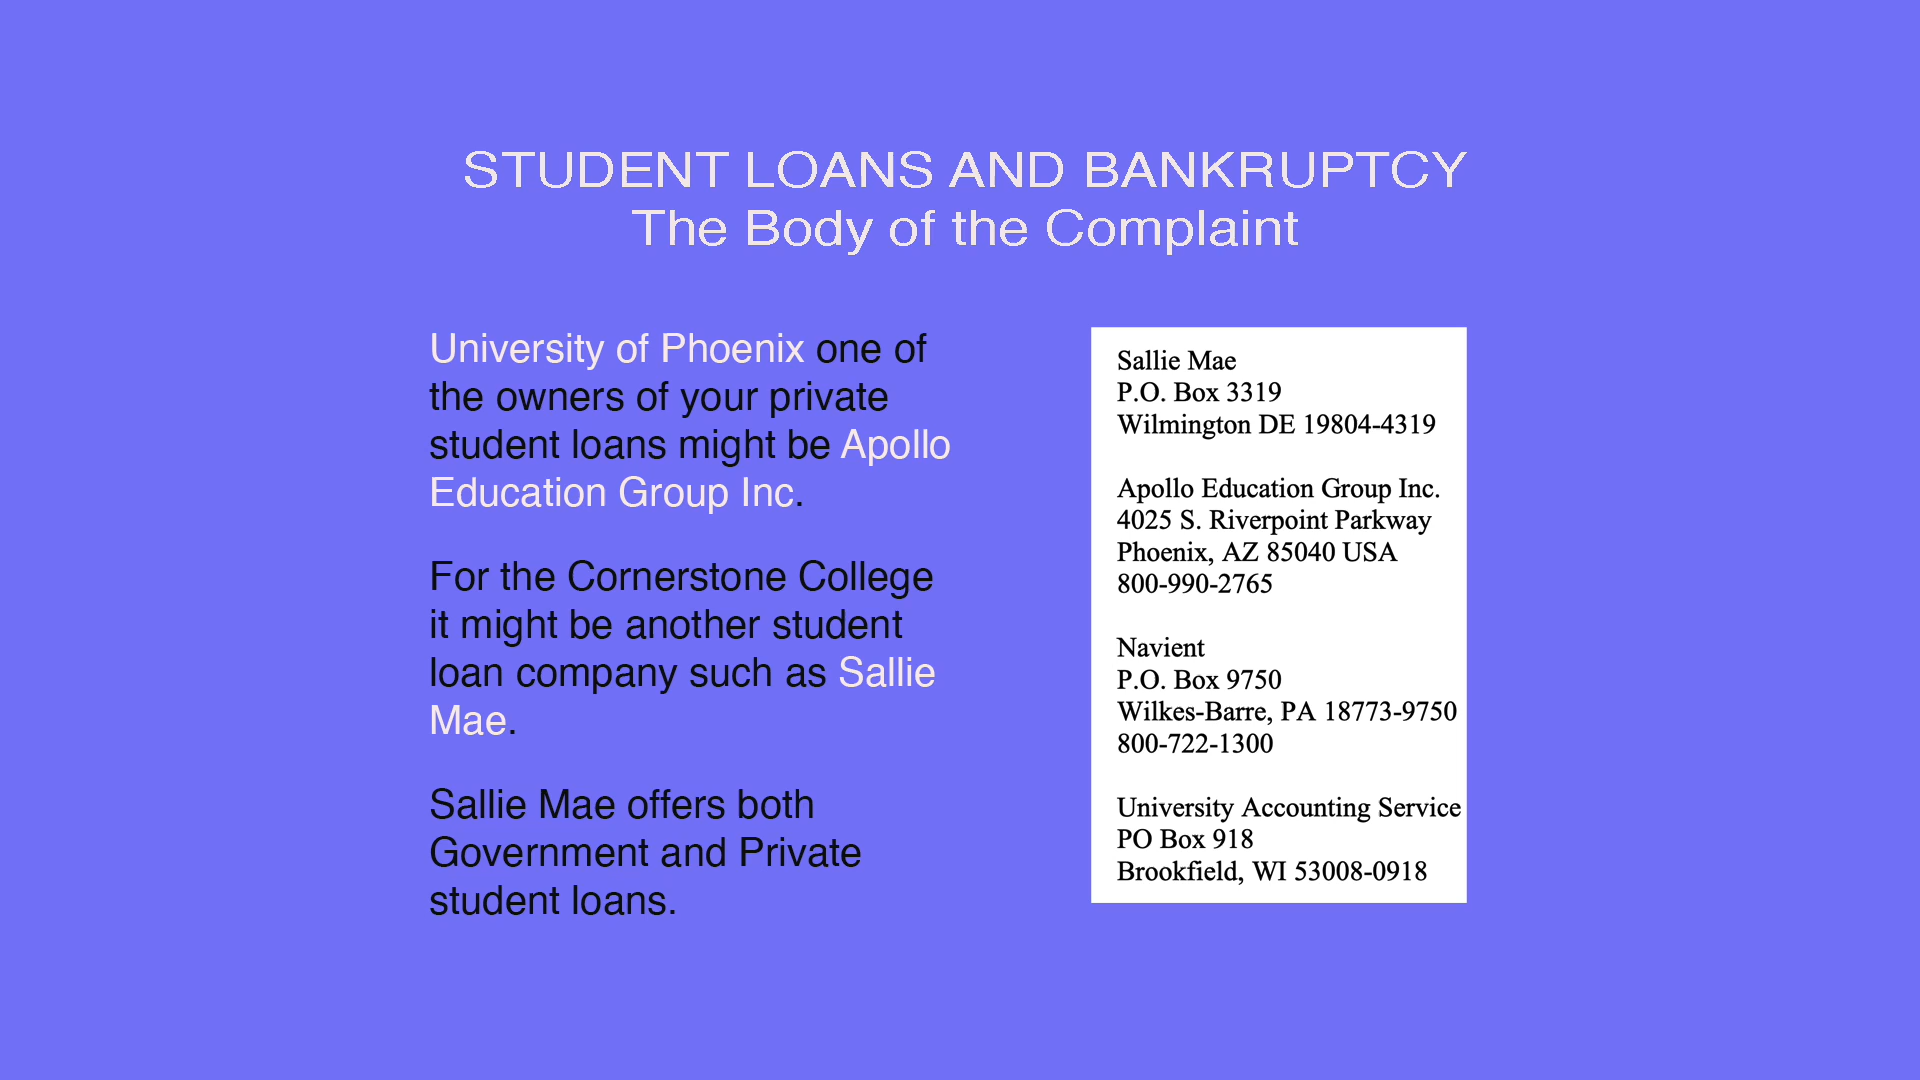 STUDENT LOANS AND BANKRUPTCY
The Body of the Complaint
University of Phoenix one of
the owners of your private
student loans might be Apollo
Education Group Inc.
For the Cornerstone College
it might be another student
loan company such as Sallie
Mae.
Sallie Mae offers both
Government and Private
student loans.
Sallie Mae
P.O. Box 3319
Wilmington DE 19804-4319
Apollo Education Group Inc.
4025 S. Riverpoint Parkway
Phoenix, AZ 85040 USA
800-990-2765
Navient
P.O. Box 9750
Wilkes-Barre, PA 18773-9750
800-722-1300
University Accounting Service
PO Box 918
Brookfield, WI 53008-0918